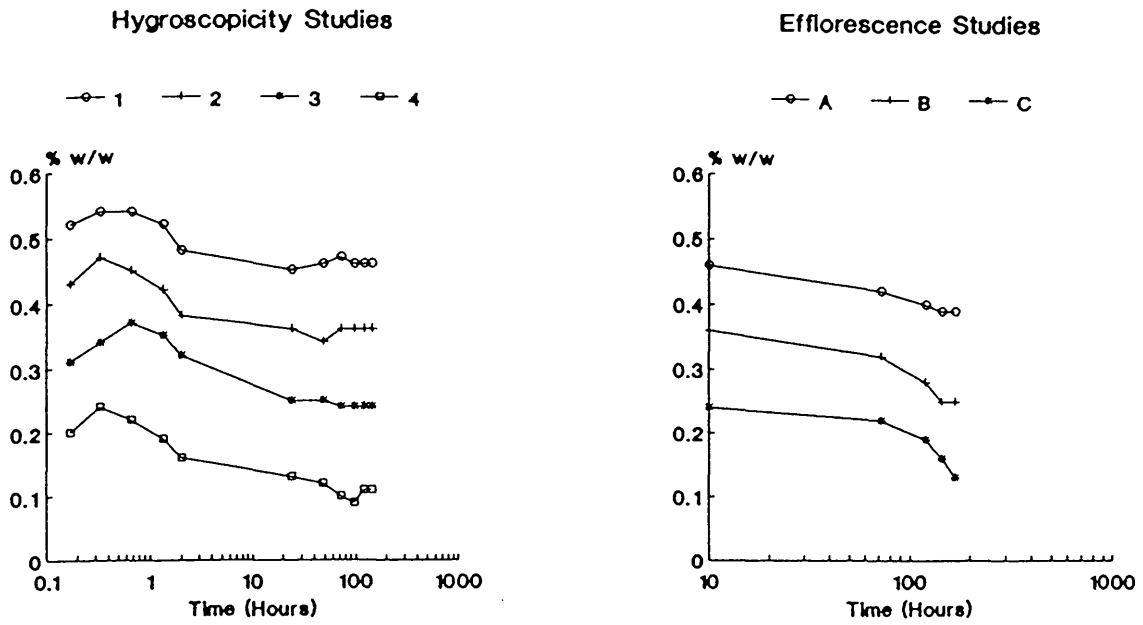 Hygroscopicity Studies
1 2 3 4
% w/w
0.6
0.5
0.4
0.3
0.2
0.1
0
0.1 1 10 100 1000
Time (Hours)
Efflorescence Studies
A B C
% w/w
0.6
0.5
0.4
0.3
0.2
0.1
0
10 100 1000
Time (Hours)